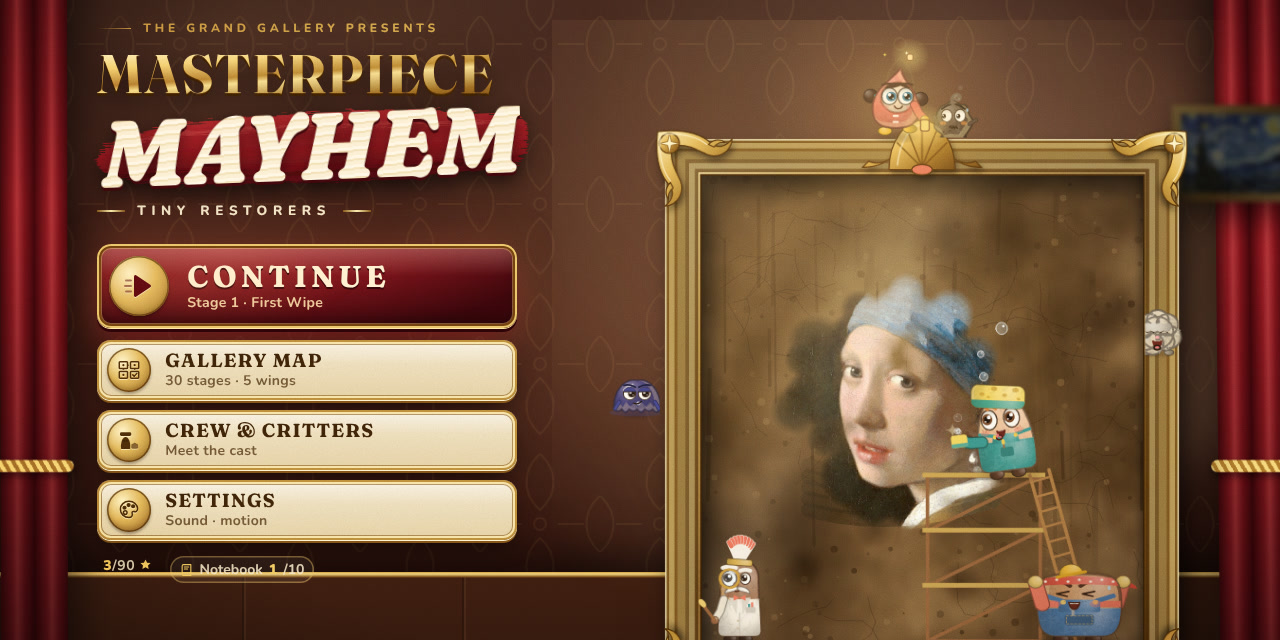 THE GRAND GALLERY PRESENTS
MASTERPIECE
MAYHEM
TINY RESTORERS
CONTINUE
Stage 1 · First Wipe
GALLERY MAP
30 stages · 5 wings
CREW & CRITTERS
Meet the cast
SETTINGS
Sound · motion
3/90 ★
Notebook 1 /10